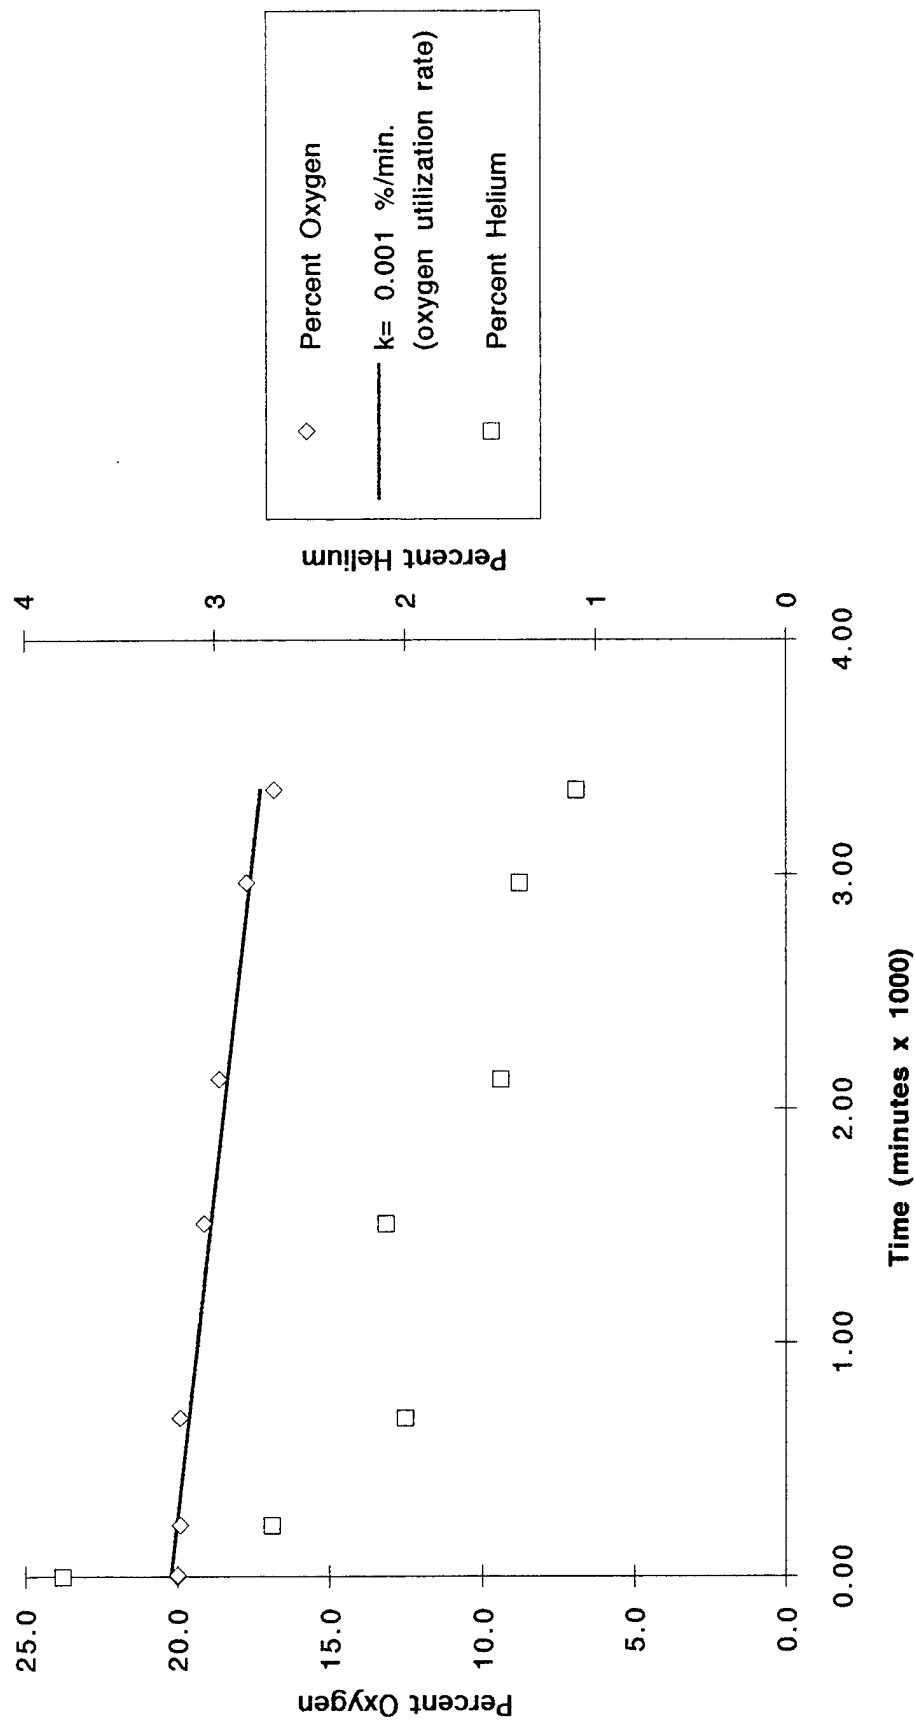 25.0
20.0
15.0
10.0
5.0
0.0
Percent Oxygen
0.00
1.00
2.00
3.00
4.00
Time (minutes x 1000)
4
3
2
1
0
Percent Helium
Percent Oxygen
k= 0.001 %/min.
(oxygen utilization rate)
Percent Helium